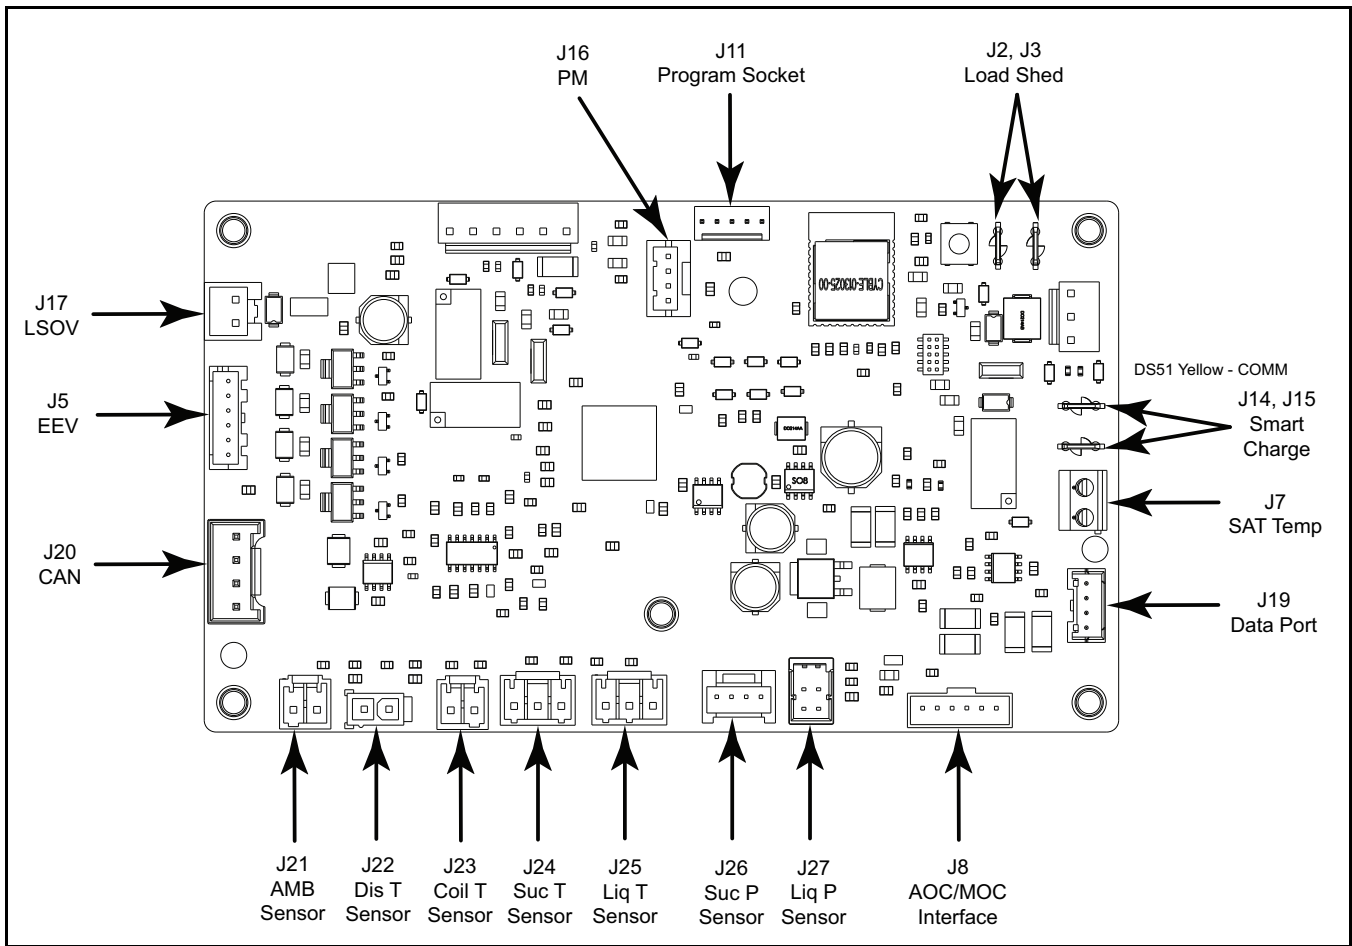 J16
PM
J11
Program Socket
J2, J3
Load Shed
J17
LSOV
CYBLE-013025-00
J5
EEV
DS51 Yellow - COMM
J14, J15
Smart
Charge
SO8
J7
SAT Temp
J20
CAN
J19
Data Port
J21
AMB
Sensor
J22
Dis T
Sensor
J23
Coil T
Sensor
J24
Suc T
Sensor
J25
Liq T
Sensor
J26
Suc P
Sensor
J27
Liq P
Sensor
J8
AOC/MOC
Interface